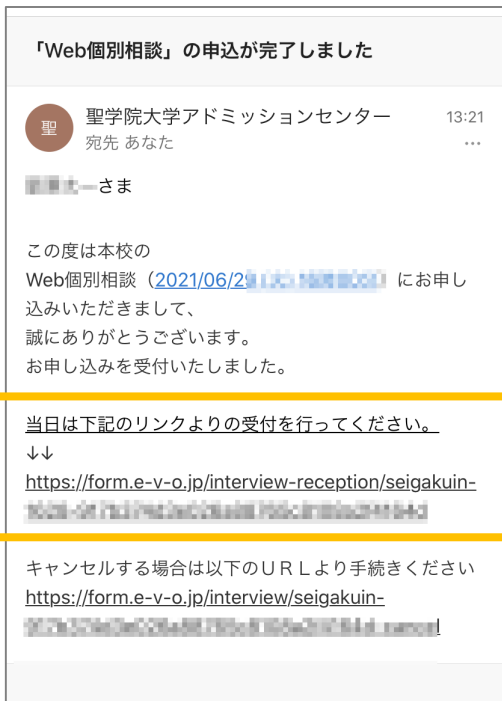 「Web個別相談」の申込が完了しました
聖
聖学院大学アドミッションセンター
13:21
宛先 あなた
...
さま
この度は本校の
Web個別相談（2021/06/2 にお申し
込みいただきまして、
誠にありがとうございます。
お申し込みを受付いたしました。
当日は下記のリンクよりの受付を行ってください。
↓↓
https://form.e-v-o.jp/interview-reception/seigakuin-
キャンセルする場合は以下のＵＲＬより手続きください
https://form.e-v-o.jp/interview/seigakuin-